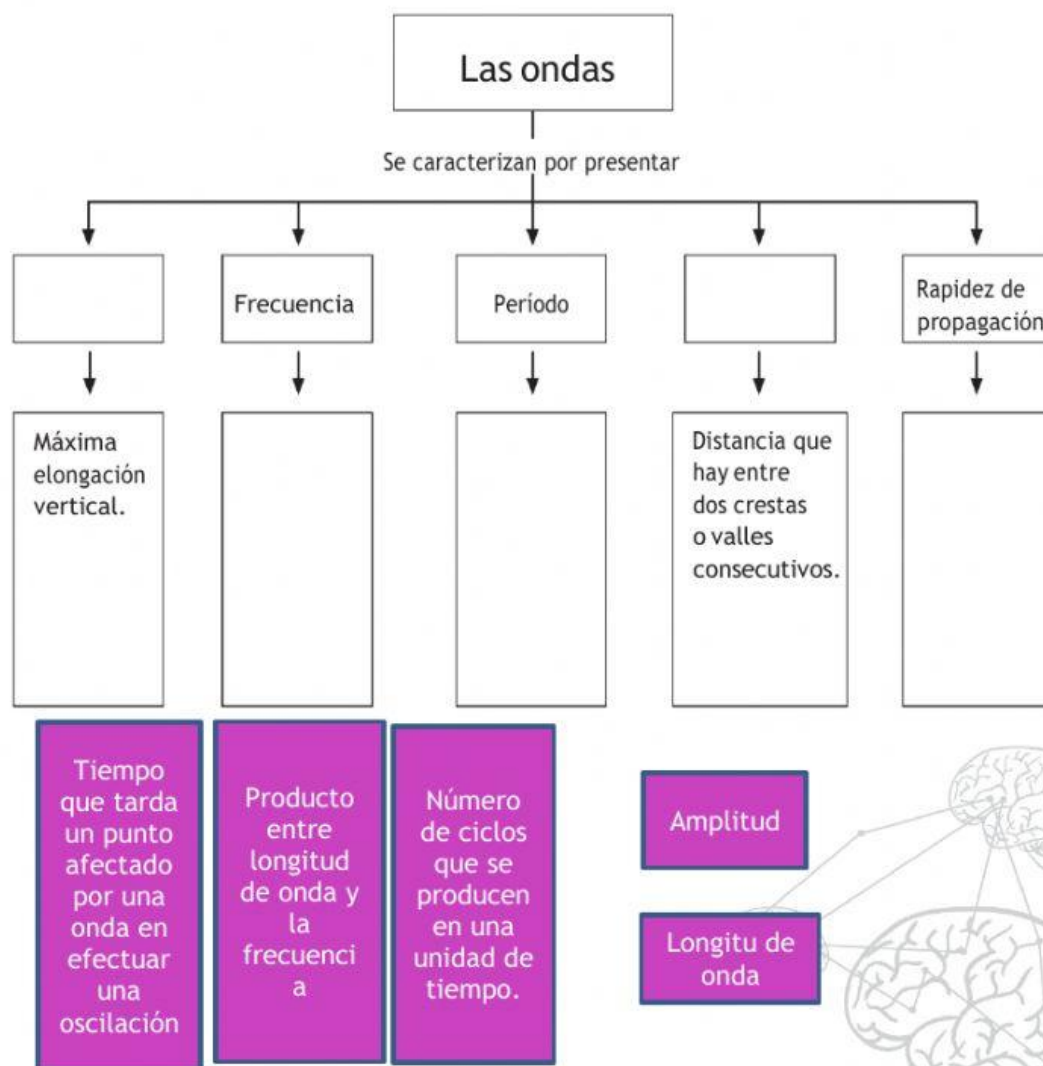 Las ondas
Se caracterizan por presentar
Frecuencia
Período
Rapidez de
propagación
Máxima
elongación
vertical.
Distancia que
hay entre
dos crestas
o valles
consecutivos.
Tiempo
que tarda
un punto
afectado
por una
onda en
efectuar
una
oscilación
Producto
entre
longitud
de onda y
la
frecuenci
a
Número
de ciclos
que se
producen
en una
unidad de
tiempo.
Amplitud
Longitu de
onda